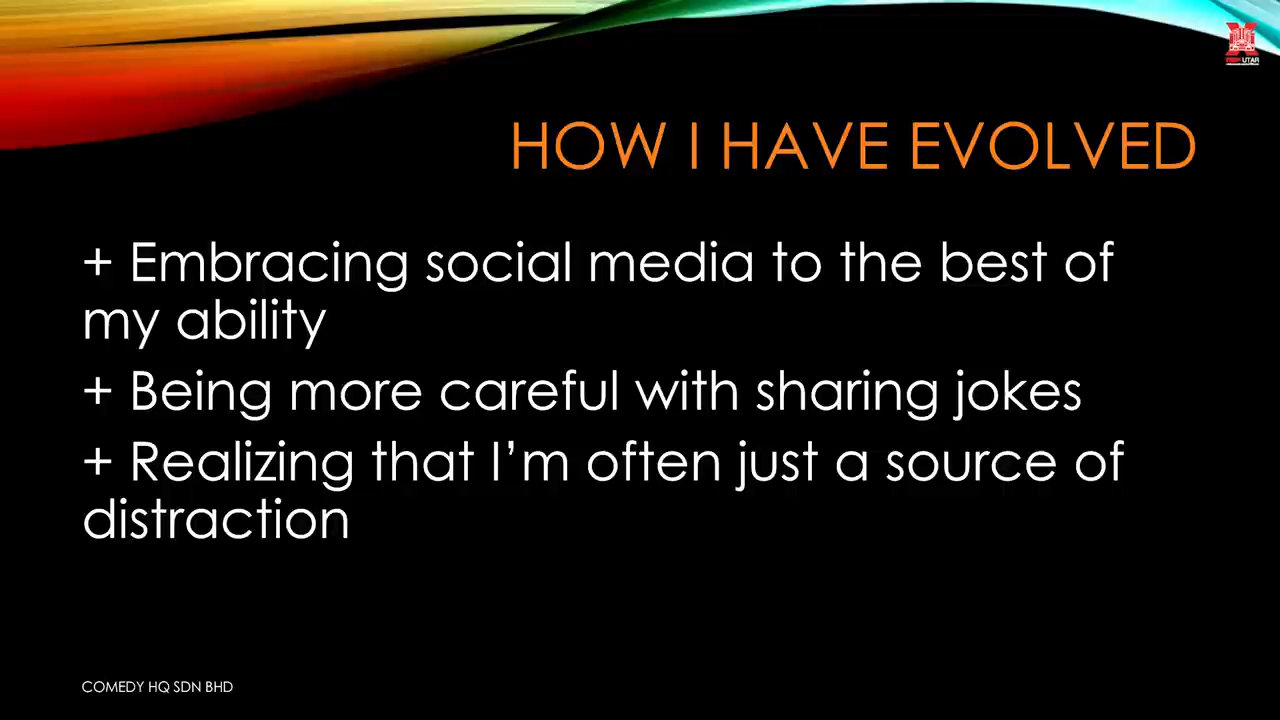 HOW I HAVE EVOLVED
+ Embracing social media to the best of
my ability
+ Being more careful with sharing jokes
+ Realizing that I’m often just a source of
distraction
COMEDY HQ SDN BHD
UTAR